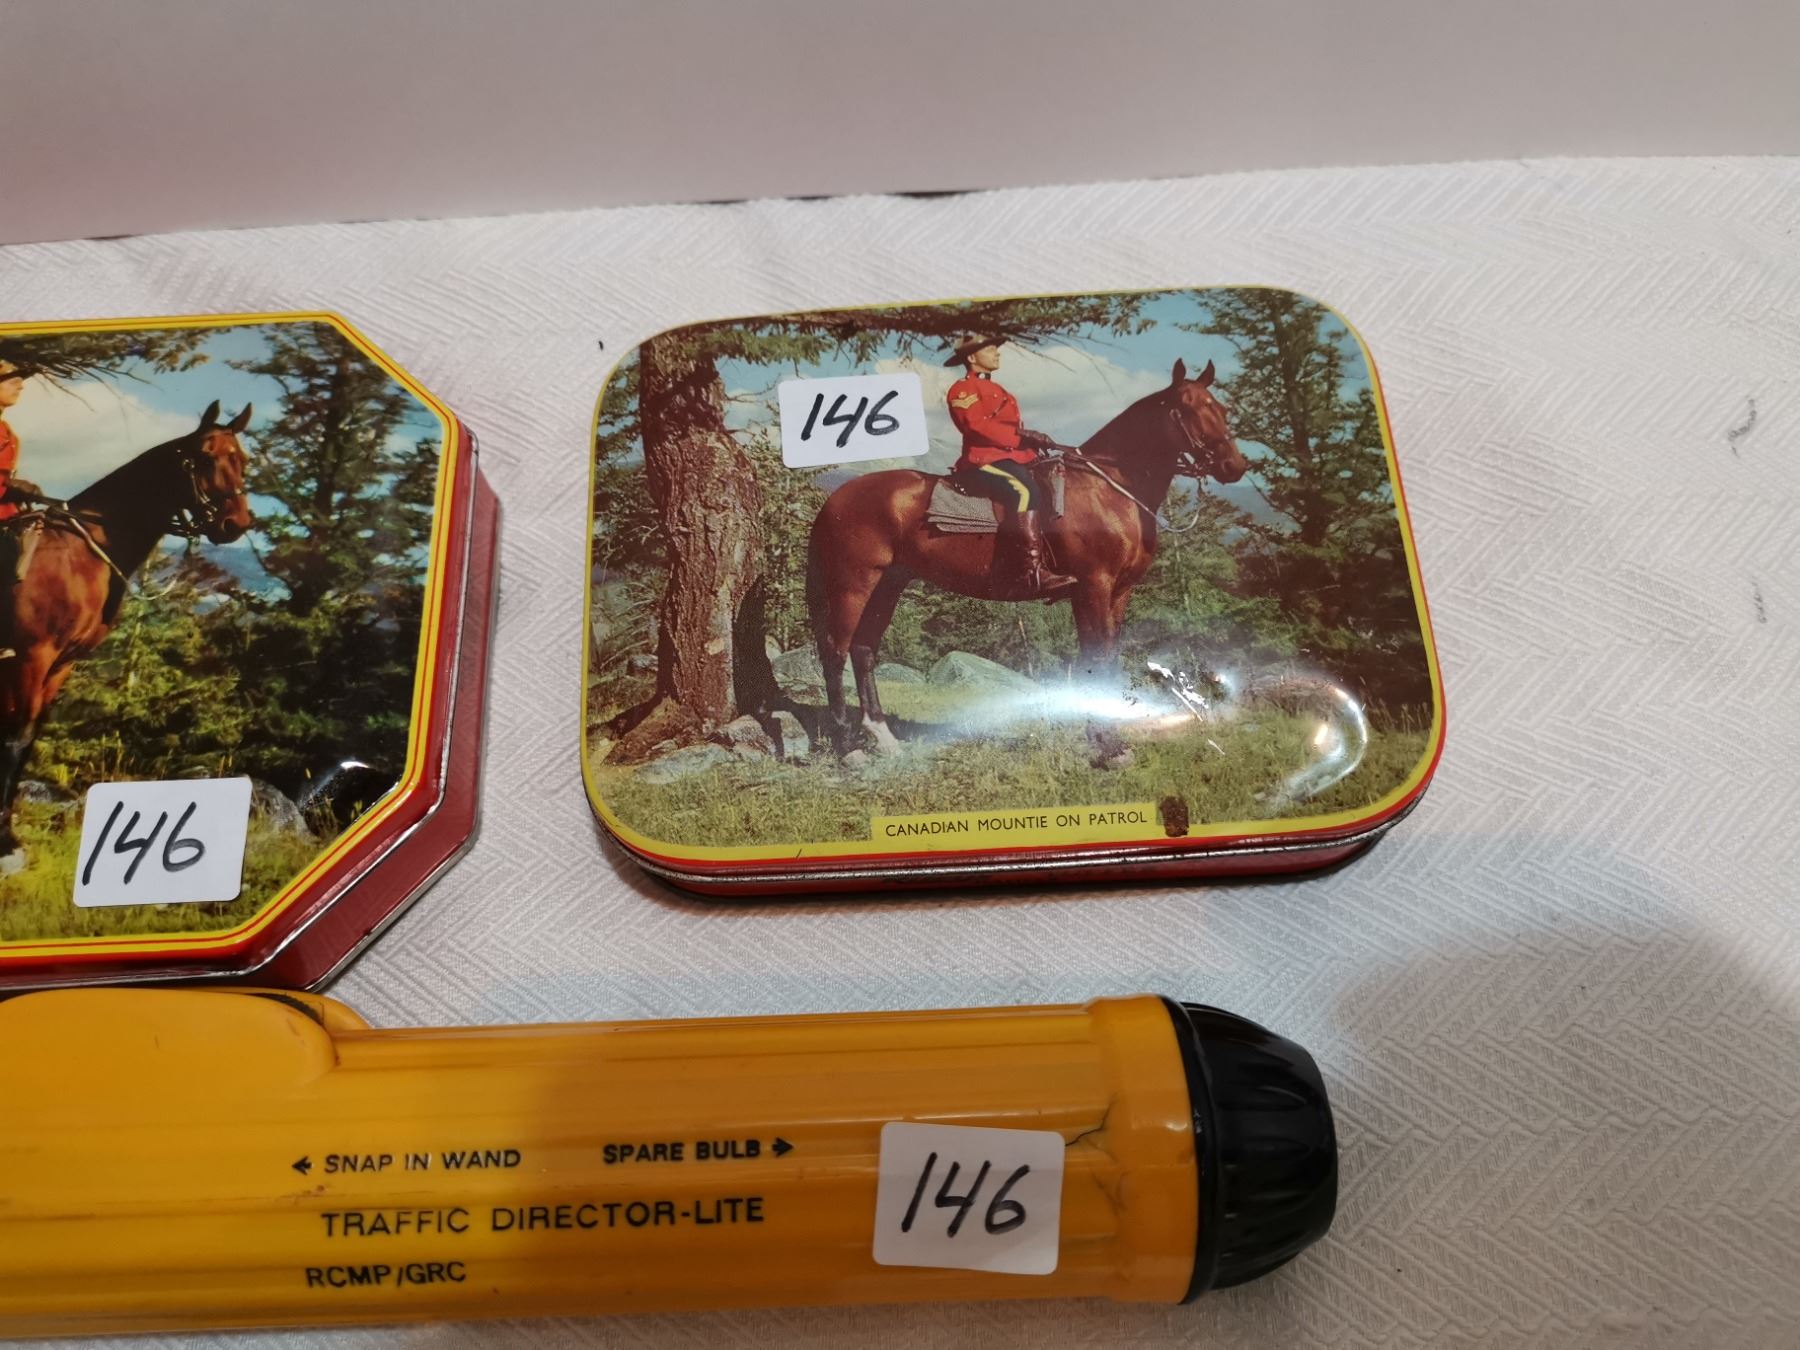 146
CANADIAN MOUNTIE ON PATROL
146
← SNAP IN WAND SPARE BULB →
TRAFFIC DIRECTOR-LITE
RCMP/GRC
146